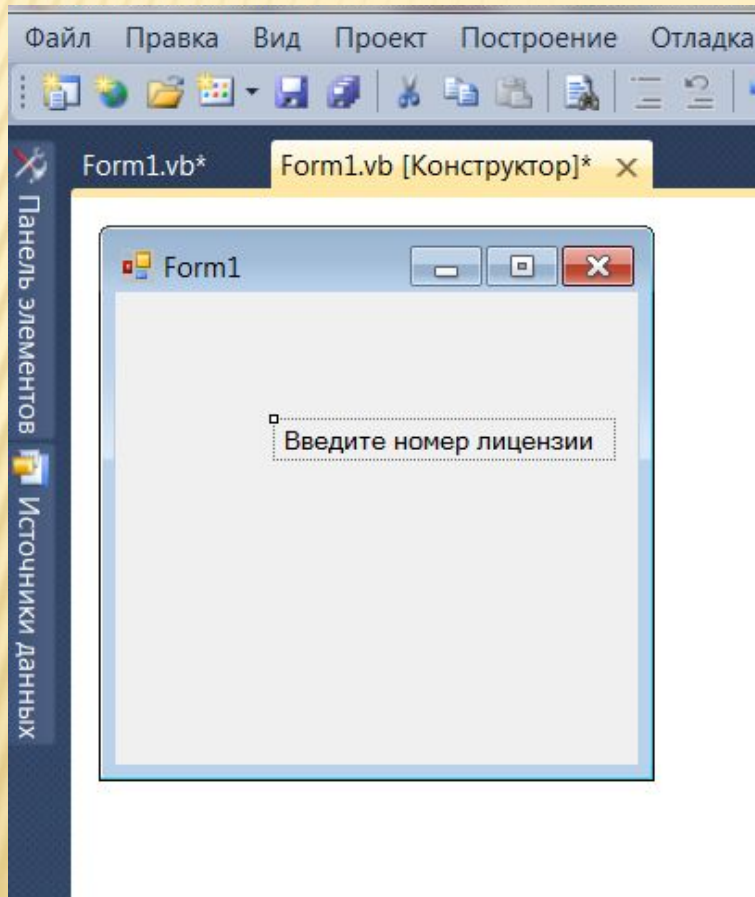 Файл Правка Вид Проект Построение Отладка
Form1.vb* Form1.vb [Конструктор]*
Панель элементов
Источники данных
Form1
Введите номер лицензии